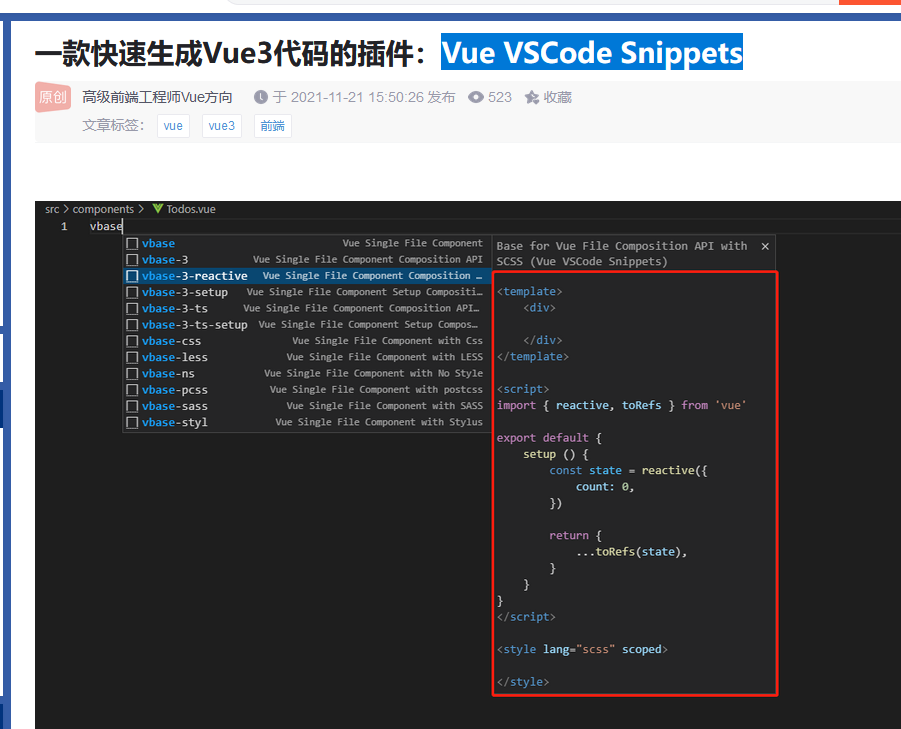 一款快速生成Vue3代码的插件：Vue VSCode Snippets
原创 高级前端工程师Vue方向 于 2021-11-21 15:50:26 发布 523 收藏
文章标签： vue vue3 前端
src > components > Todos.vue
1 vbase
vbase Vue Single File Component
vbase-3 Vue Single File Component Composition API
vbase-3-reactive Vue Single File Component Composition …
vbase-3-setup Vue Single File Component Setup Compositi…
vbase-3-ts Vue Single File Component Composition API…
vbase-3-ts-setup Vue Single File Component Setup Compos…
vbase-css Vue Single File Component with Css
vbase-less Vue Single File Component with LESS
vbase-ns Vue Single File Component with No Style
vbase-pcss Vue Single File Component with postcss
vbase-sass Vue Single File Component with SASS
vbase-styl Vue Single File Component with Stylus
Base for Vue File Composition API with
SCSS (Vue VSCode Snippets)
<template>
<div>
</div>
</template>
<script>
import { reactive, toRefs } from 'vue'
export default {
setup () {
const state = reactive({
count: 0,
})
return {
...toRefs(state),
}
}
}
</script>
<style lang="scss" scoped>
</style>